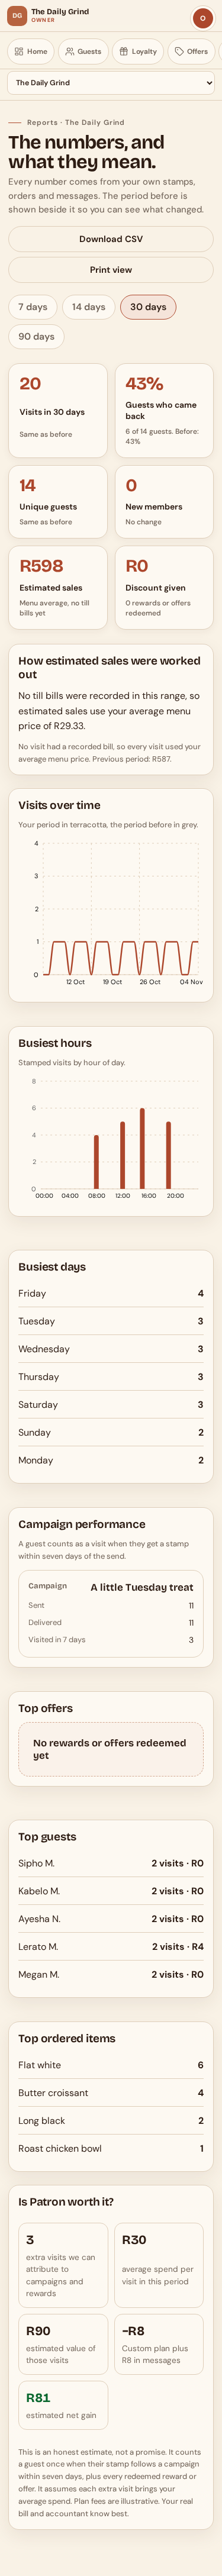 DG
The Daily Grind
OWNER
O
Home
Guests
Loyalty
Offers
The Daily Grind
Reports · The Daily Grind
The numbers, and
what they mean.
Every number comes from your own stamps,
orders and messages. The period before is
shown beside it so you can see what changed.
Download CSV
Print view
7 days
14 days
30 days
90 days
20
Visits in 30 days
Same as before
43%
Guests who came
back
6 of 14 guests. Before:
43%
14
Unique guests
Same as before
0
New members
No change
R598
Estimated sales
Menu average, no till
bills yet
R0
Discount given
0 rewards or offers
redeemed
How estimated sales were worked
out
No till bills were recorded in this range, so
estimated sales use your average menu
price of R29.33.
No visit had a recorded bill, so every visit used your
average menu price. Previous period: R587.
Visits over time
Your period in terracotta, the period before in grey.
4
3
2
1
0
12 Oct
19 Oct
26 Oct
04 Nov
Busiest hours
Stamped visits by hour of day.
8
6
4
2
0
00:00
04:00
08:00
12:00
16:00
20:00
Busiest days
Friday 4
Tuesday 3
Wednesday 3
Thursday 3
Saturday 3
Sunday 2
Monday 2
Campaign performance
A guest counts as a visit when they get a stamp
within seven days of the send.
Campaign A little Tuesday treat
Sent 11
Delivered 11
Visited in 7 days 3
Top offers
No rewards or offers redeemed
yet
Top guests
Sipho M. 2 visits · R0
Kabelo M. 2 visits · R0
Ayesha N. 2 visits · R0
Lerato M. 2 visits · R4
Megan M. 2 visits · R0
Top ordered items
Flat white 6
Butter croissant 4
Long black 2
Roast chicken bowl 1
Is Patron worth it?
3
extra visits we can
attribute to
campaigns and
rewards
R30
average spend per
visit in this period
R90
estimated value of
those visits
−R8
Custom plan plus
R8 in messages
R81
estimated net gain
This is an honest estimate, not a promise. It counts
a guest once when their stamp follows a campaign
within seven days, plus every redeemed reward or
offer. It assumes each extra visit brings your
average spend. Plan fees are illustrative. Your real
bill and accountant know best.